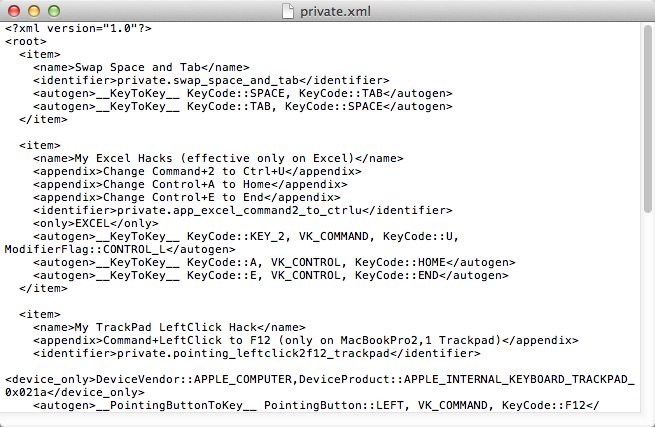 private.xml
<?xml version="1.0"?>
<root>
  <item>
    <name>Swap Space and Tab</name>
    <identifier>private.swap_space_and_tab</identifier>
    <autogen>__KeyToKey__ KeyCode::SPACE, KeyCode::TAB</autogen>
    <autogen>__KeyToKey__ KeyCode::TAB, KeyCode::SPACE</autogen>
  </item>

  <item>
    <name>My Excel Hacks (effective only on Excel)</name>
    <appendix>Change Command+2 to Ctrl+U</appendix>
    <appendix>Change Control+A to Home</appendix>
    <appendix>Change Control+E to End</appendix>
    <identifier>private.app_excel_command2_to_ctrlu</identifier>
    <only>EXCEL</only>
    <autogen>__KeyToKey__ KeyCode::KEY_2, VK_COMMAND, KeyCode::U,
ModifierFlag::CONTROL_L</autogen>
    <autogen>__KeyToKey__ KeyCode::A, VK_CONTROL, KeyCode::HOME</autogen>
    <autogen>__KeyToKey__ KeyCode::E, VK_CONTROL, KeyCode::END</autogen>
  </item>

  <item>
    <name>My TrackPad LeftClick Hack</name>
    <appendix>Command+LeftClick to F12 (only on MacBookPro2,1 Trackpad)</appendix>
    <identifier>private.pointing_leftclick2f12_trackpad</identifier>

<device_only>DeviceVendor::APPLE_COMPUTER,DeviceProduct::APPLE_INTERNAL_KEYBOARD_TRACKPAD_
0x021a</device_only>
    <autogen>__PointingButtonToKey__ PointingButton::LEFT, VK_COMMAND, KeyCode::F12</